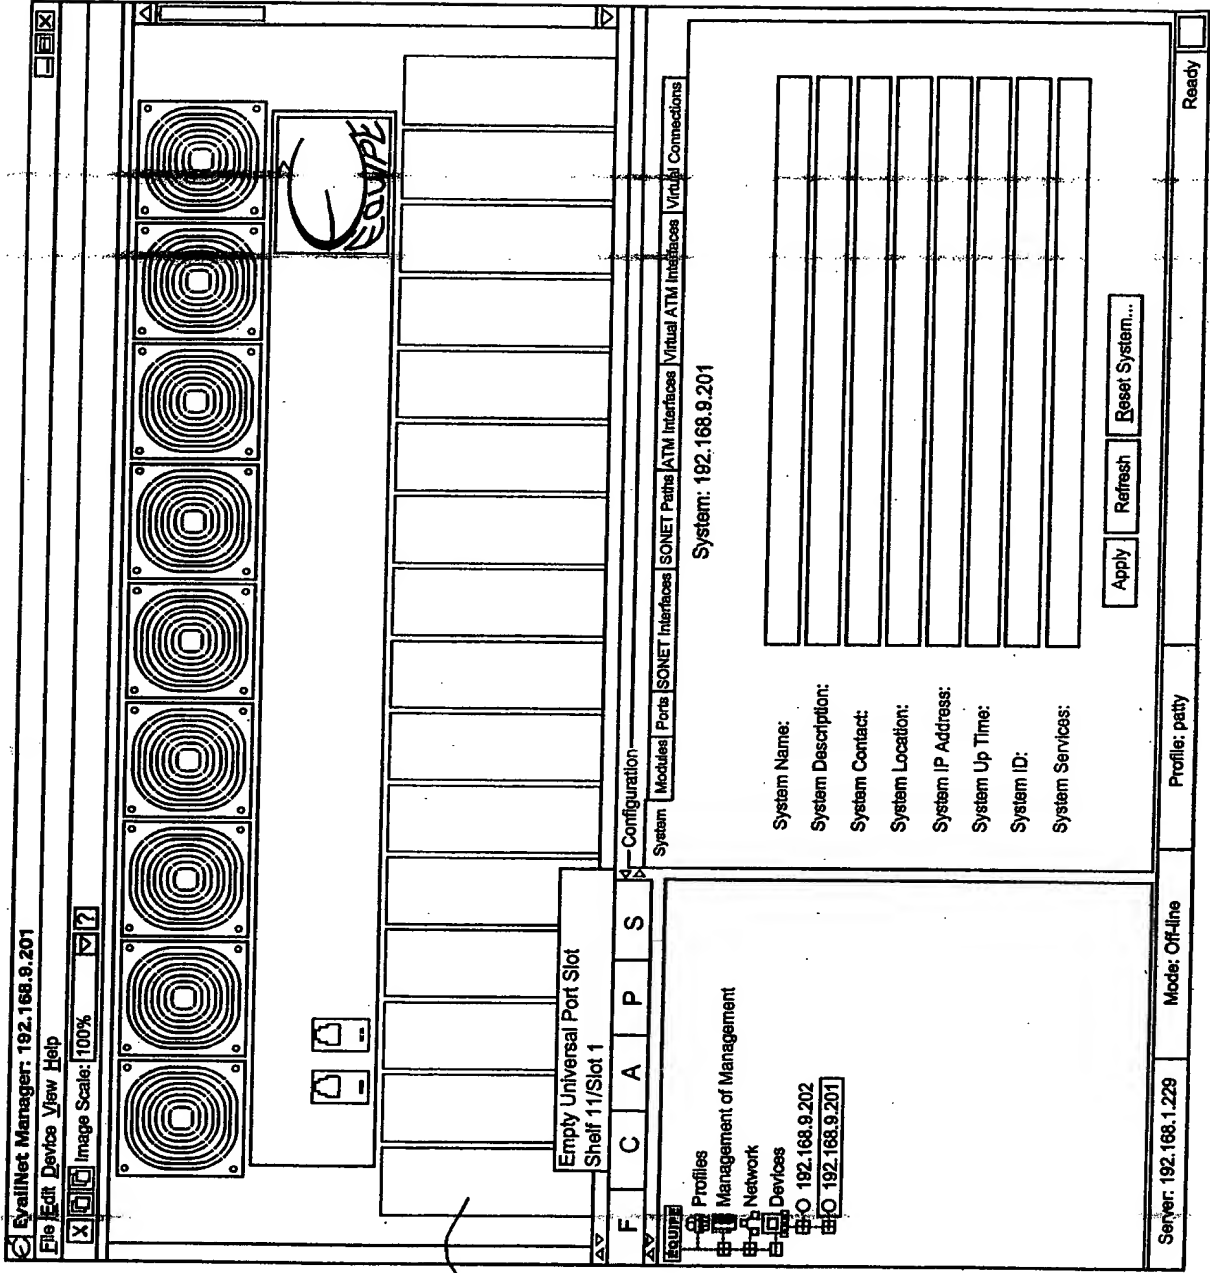 EvailNet Manager: 192.168.9.201
File Edit Device View Help
X Image Scale: 100% ?
EQUIPE
Empty Universal Port Slot
Shelf 11/Slot 1
F C A P S
EQUIPE
Profiles
Management of Management
Network
Devices
192.168.9.202
192.168.9.201
Configuration
System Modules Ports SONET Interfaces SONET Paths ATM Interfaces Virtual ATM Interfaces Virtual Connections
System: 192.168.9.201
System Name:
System Description:
System Contact:
System Location:
System IP Address:
System Up Time:
System ID:
System Services:
Apply Refresh Reset System...
Server: 192.168.1.229 Mode: Off-line Profile: patty Ready